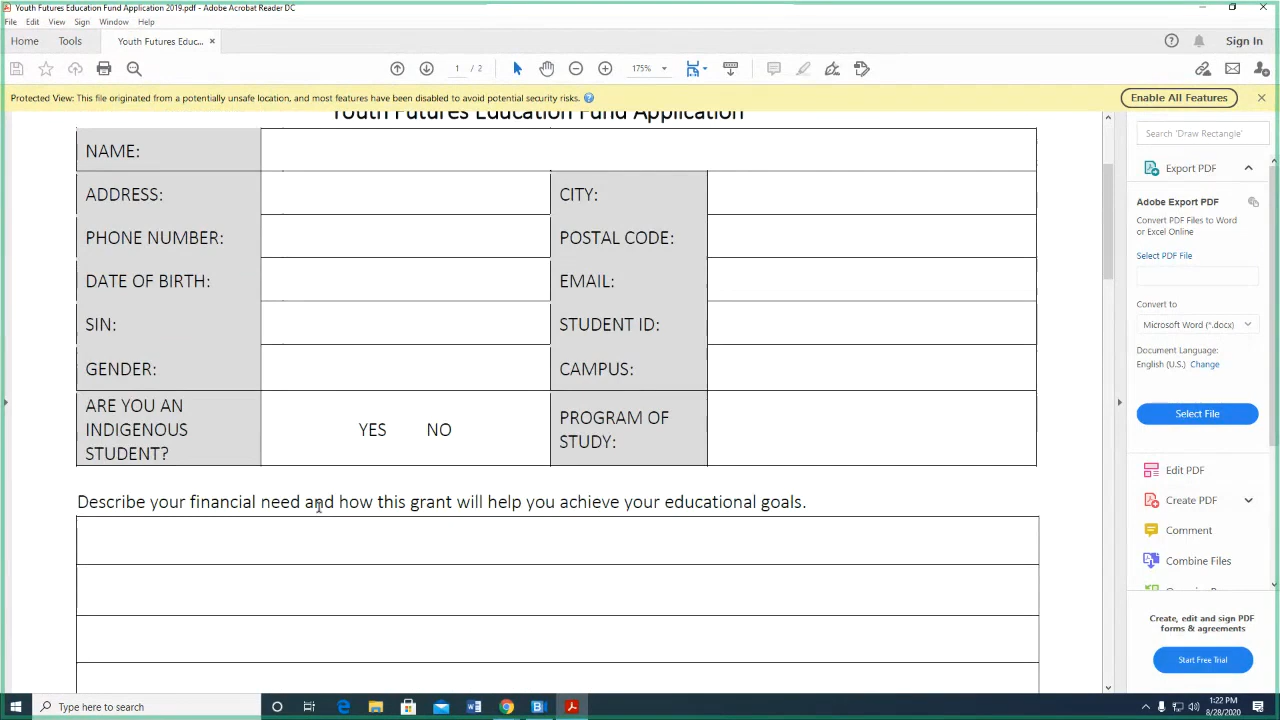 Youth Futures Education Fund Application 2019.pdf - Adobe Acrobat Reader DC
File Edit View Sign Window Help
Home Tools Youth Futures Educ... × Sign In
1 / 2 175%
Protected View: This file originated from a potentially unsafe location, and most features have been disabled to avoid potential security risks. Enable All Features
Youth Futures Education Fund Application
NAME:
ADDRESS: CITY:
PHONE NUMBER: POSTAL CODE:
DATE OF BIRTH: EMAIL:
SIN: STUDENT ID:
GENDER: CAMPUS:
ARE YOU AN
INDIGENOUS
STUDENT?
YES NO
PROGRAM OF
STUDY:
Describe your financial need and how this grant will help you achieve your educational goals.
Search 'Draw Rectangle'
Export PDF
Adobe Export PDF
Convert PDF Files to Word
or Excel Online
Select PDF File
Convert to
Microsoft Word (*.docx)
Document Language:
English (U.S.) Change
Select File
Edit PDF
Create PDF
Comment
Combine Files
Create, edit and sign PDF
forms & agreements
Start Free Trial
Type here to search
1:22 PM
8/28/2020